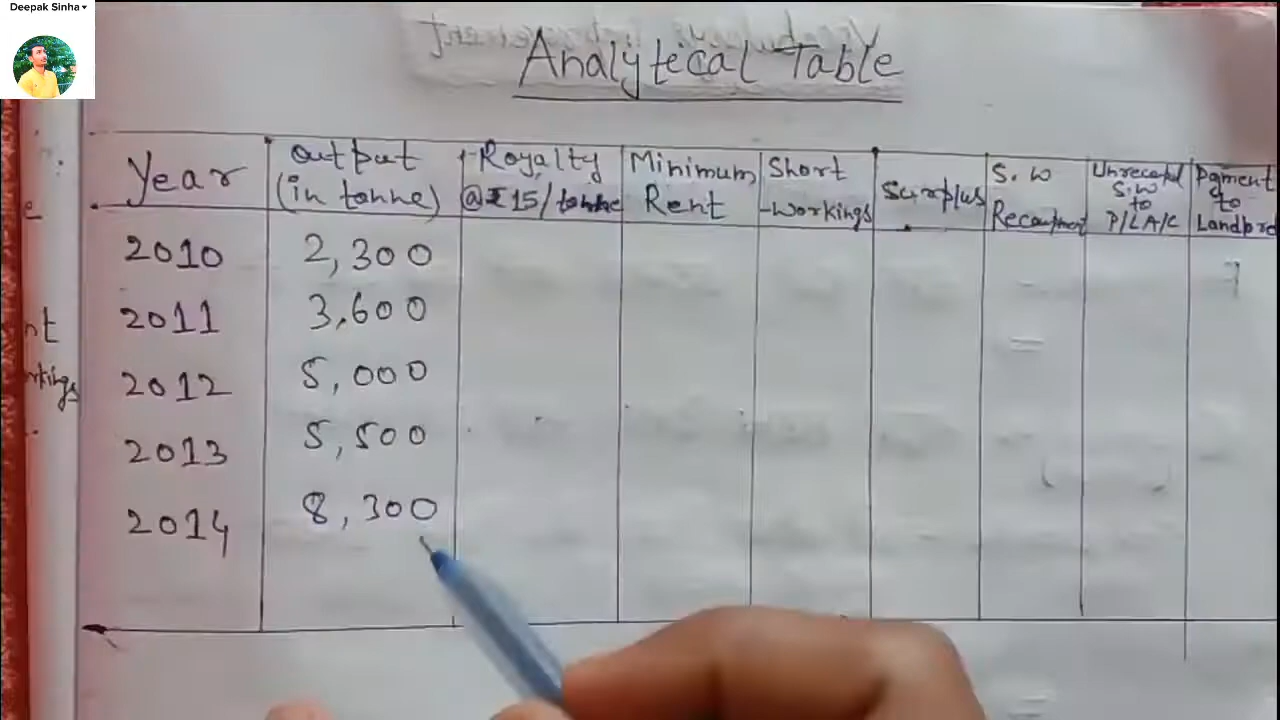 Deepak Sinha
Analytical Table
Year
Output
(in tonne)
Royalty
@ ₹ 15/tonne
Minimum
Rent
Short
-workings
Surplus
S. W
Recoupment
Unrecouped
S.W
to
P/L A/C
Payment
to
Landlord
2010 2,300
2011 3,600
2012 5,000
2013 5,500
2014 8,300